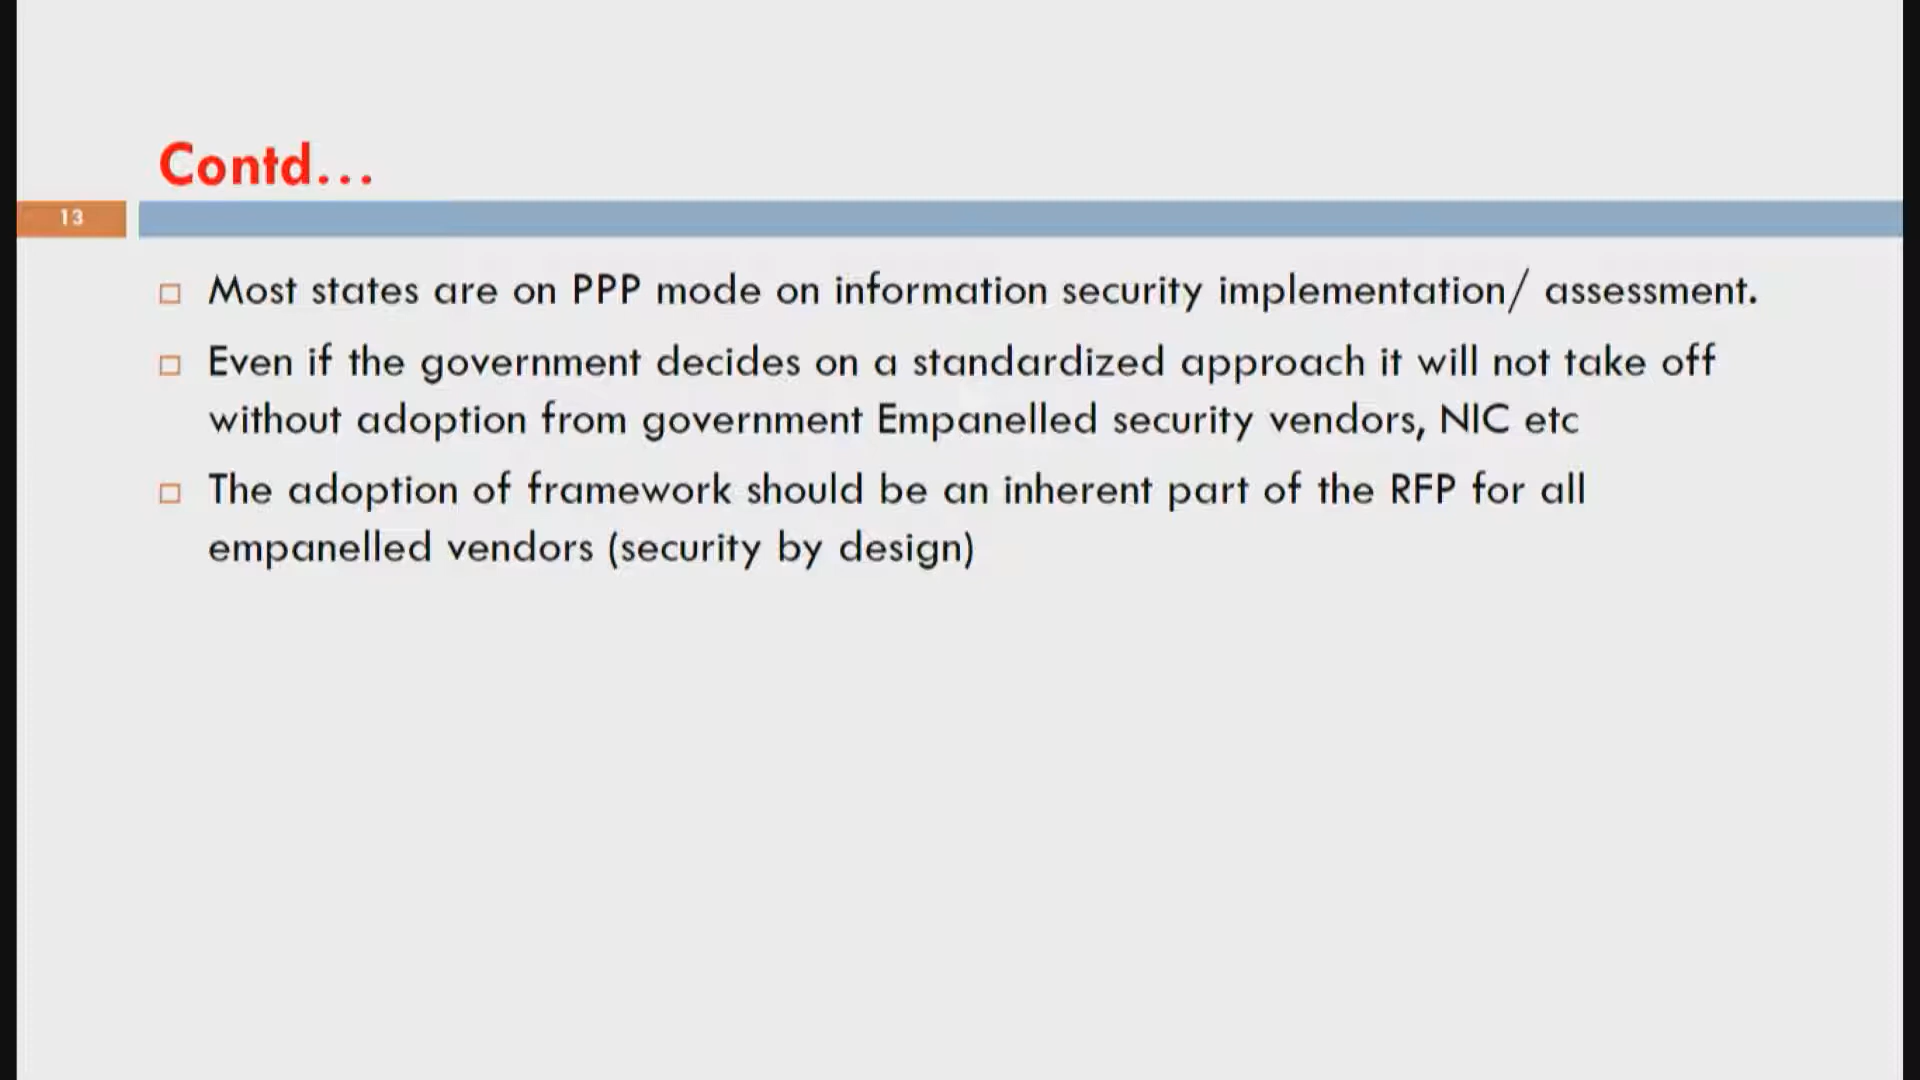 Contd...
13
Most states are on PPP mode on information security implementation/ assessment.
Even if the government decides on a standardized approach it will not take off
without adoption from government Empanelled security vendors, NIC etc
The adoption of framework should be an inherent part of the RFP for all
empanelled vendors (security by design)